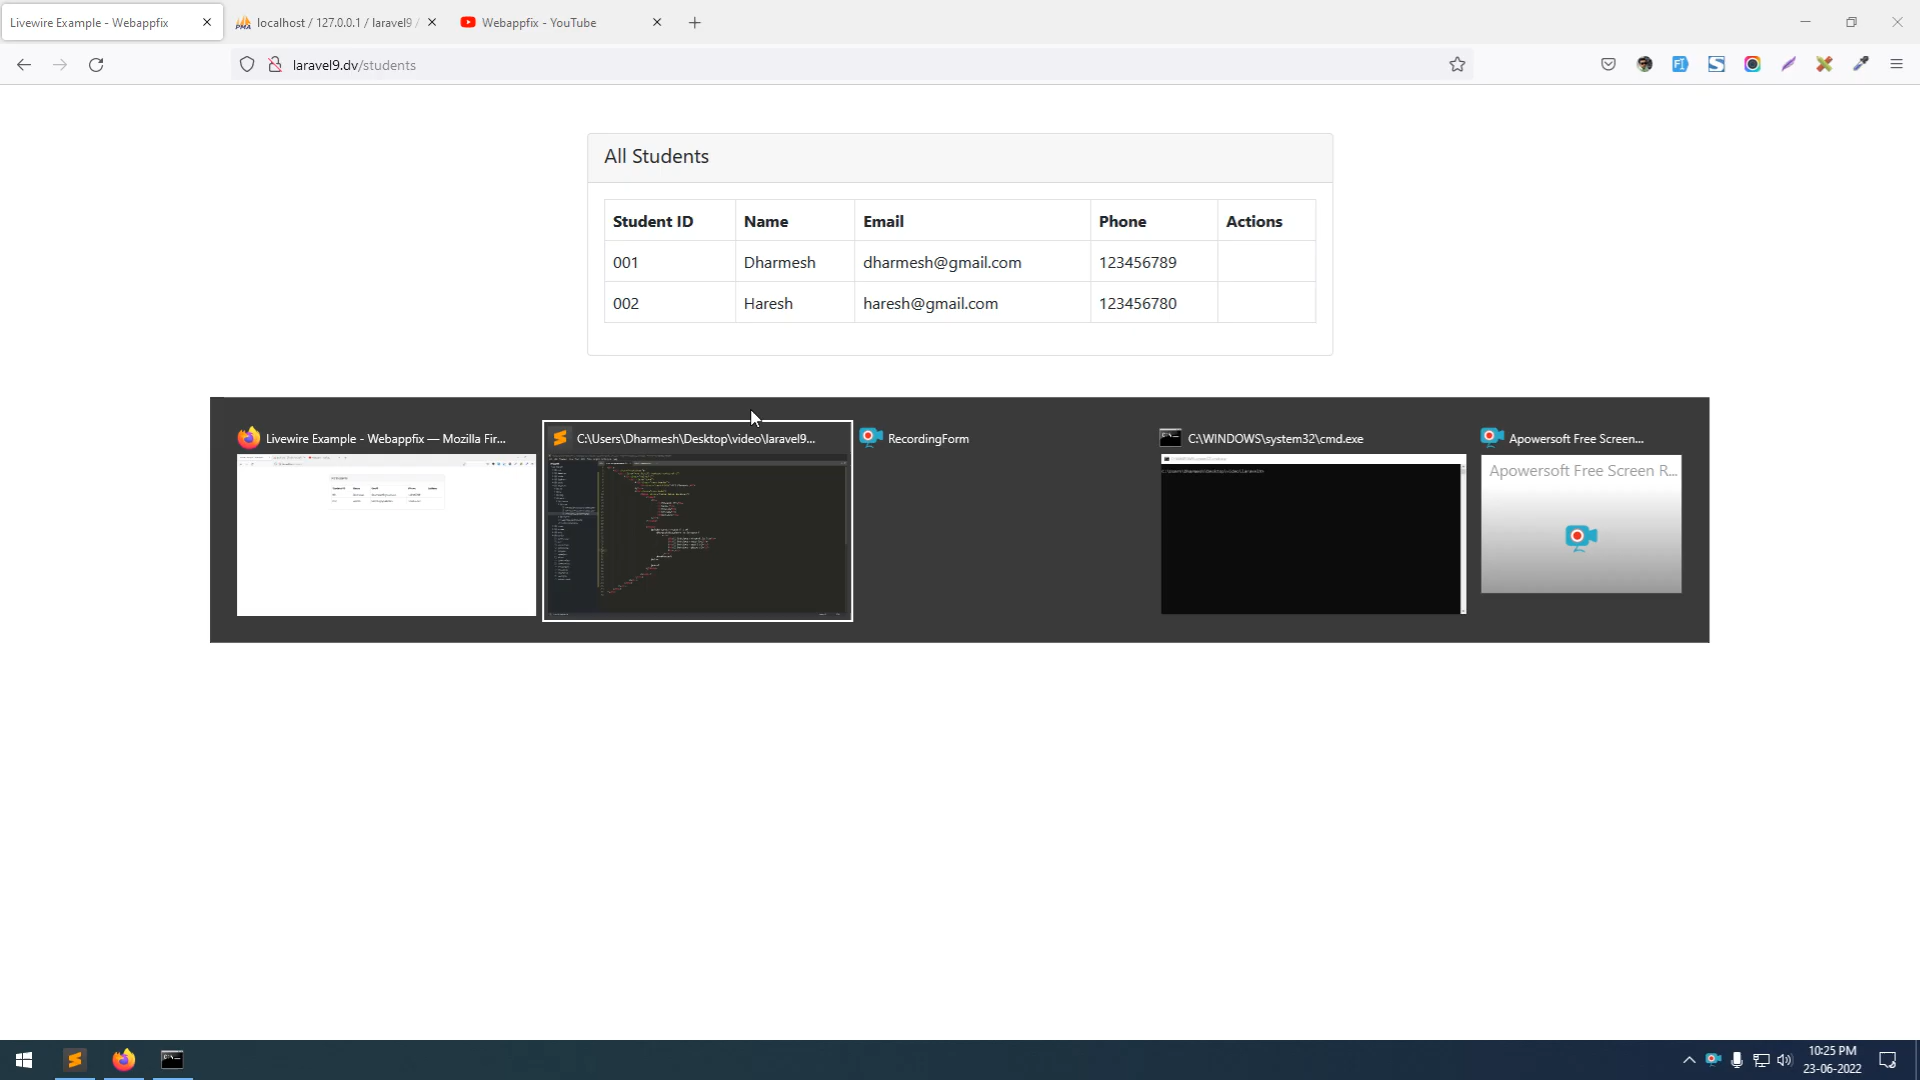 Livewire Example - Webappfix
localhost / 127.0.0.1 / laravel9
Webappfix - YouTube
laravel9.dv/students
All Students
Student ID Name Email Phone Actions
001 Dharmesh dharmesh@gmail.com 123456789
002 Haresh haresh@gmail.com 123456780
Livewire Example - Webappfix — Mozilla Fir...
C:\Users\Dharmesh\Desktop\video\laravel9...
RecordingForm
C:\WINDOWS\system32\cmd.exe
Apowersoft Free Screen...
Apowersoft Free Screen R...
10:25 PM
23-06-2022